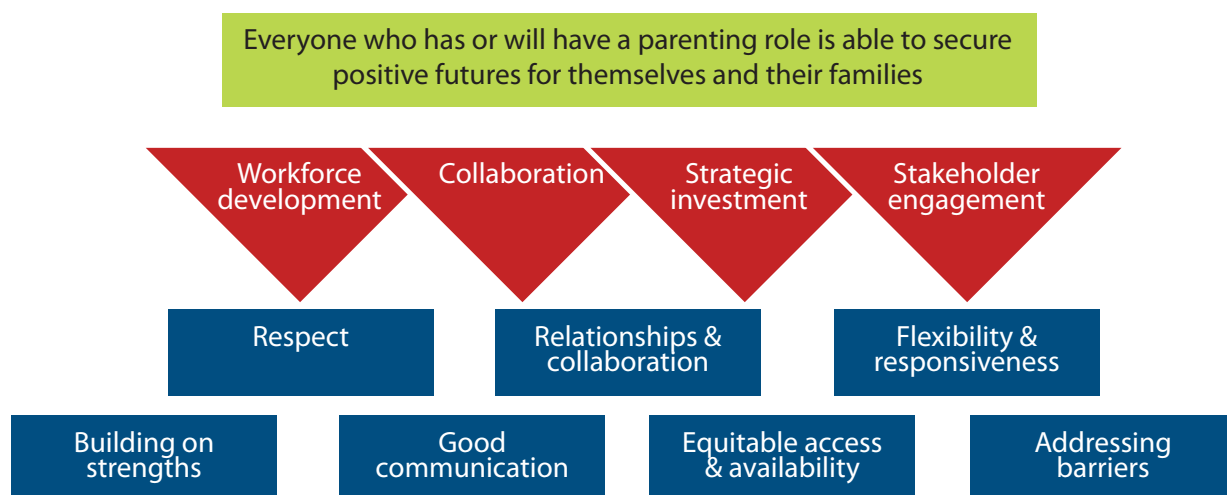 Everyone who has or will have a parenting role is able to secure
positive futures for themselves and their families
Workforce
development
Collaboration
Strategic
investment
Stakeholder
engagement
Respect
Relationships &
collaboration
Flexibility &
responsiveness
Building on
strengths
Good
communication
Equitable access
& availability
Addressing
barriers